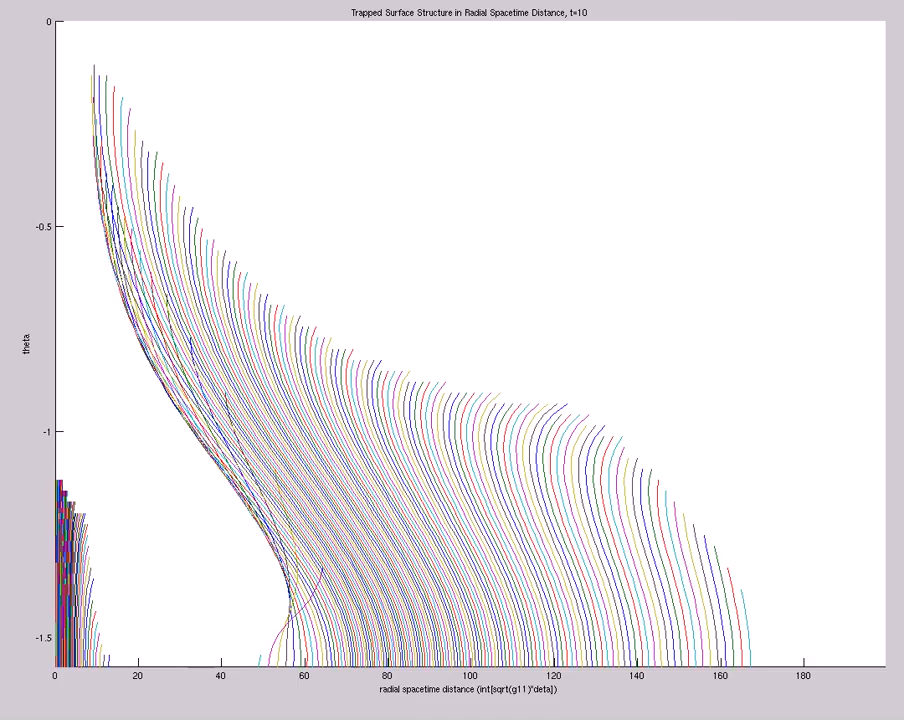 Trapped Surface Structure in Radial Spacetime Distance, t=10
0
-0.5
theta
-1
-1.5
0 20 40 60 80 100 120 140 160 180
radial spacetime distance (int[sqrt(g11)*deta])